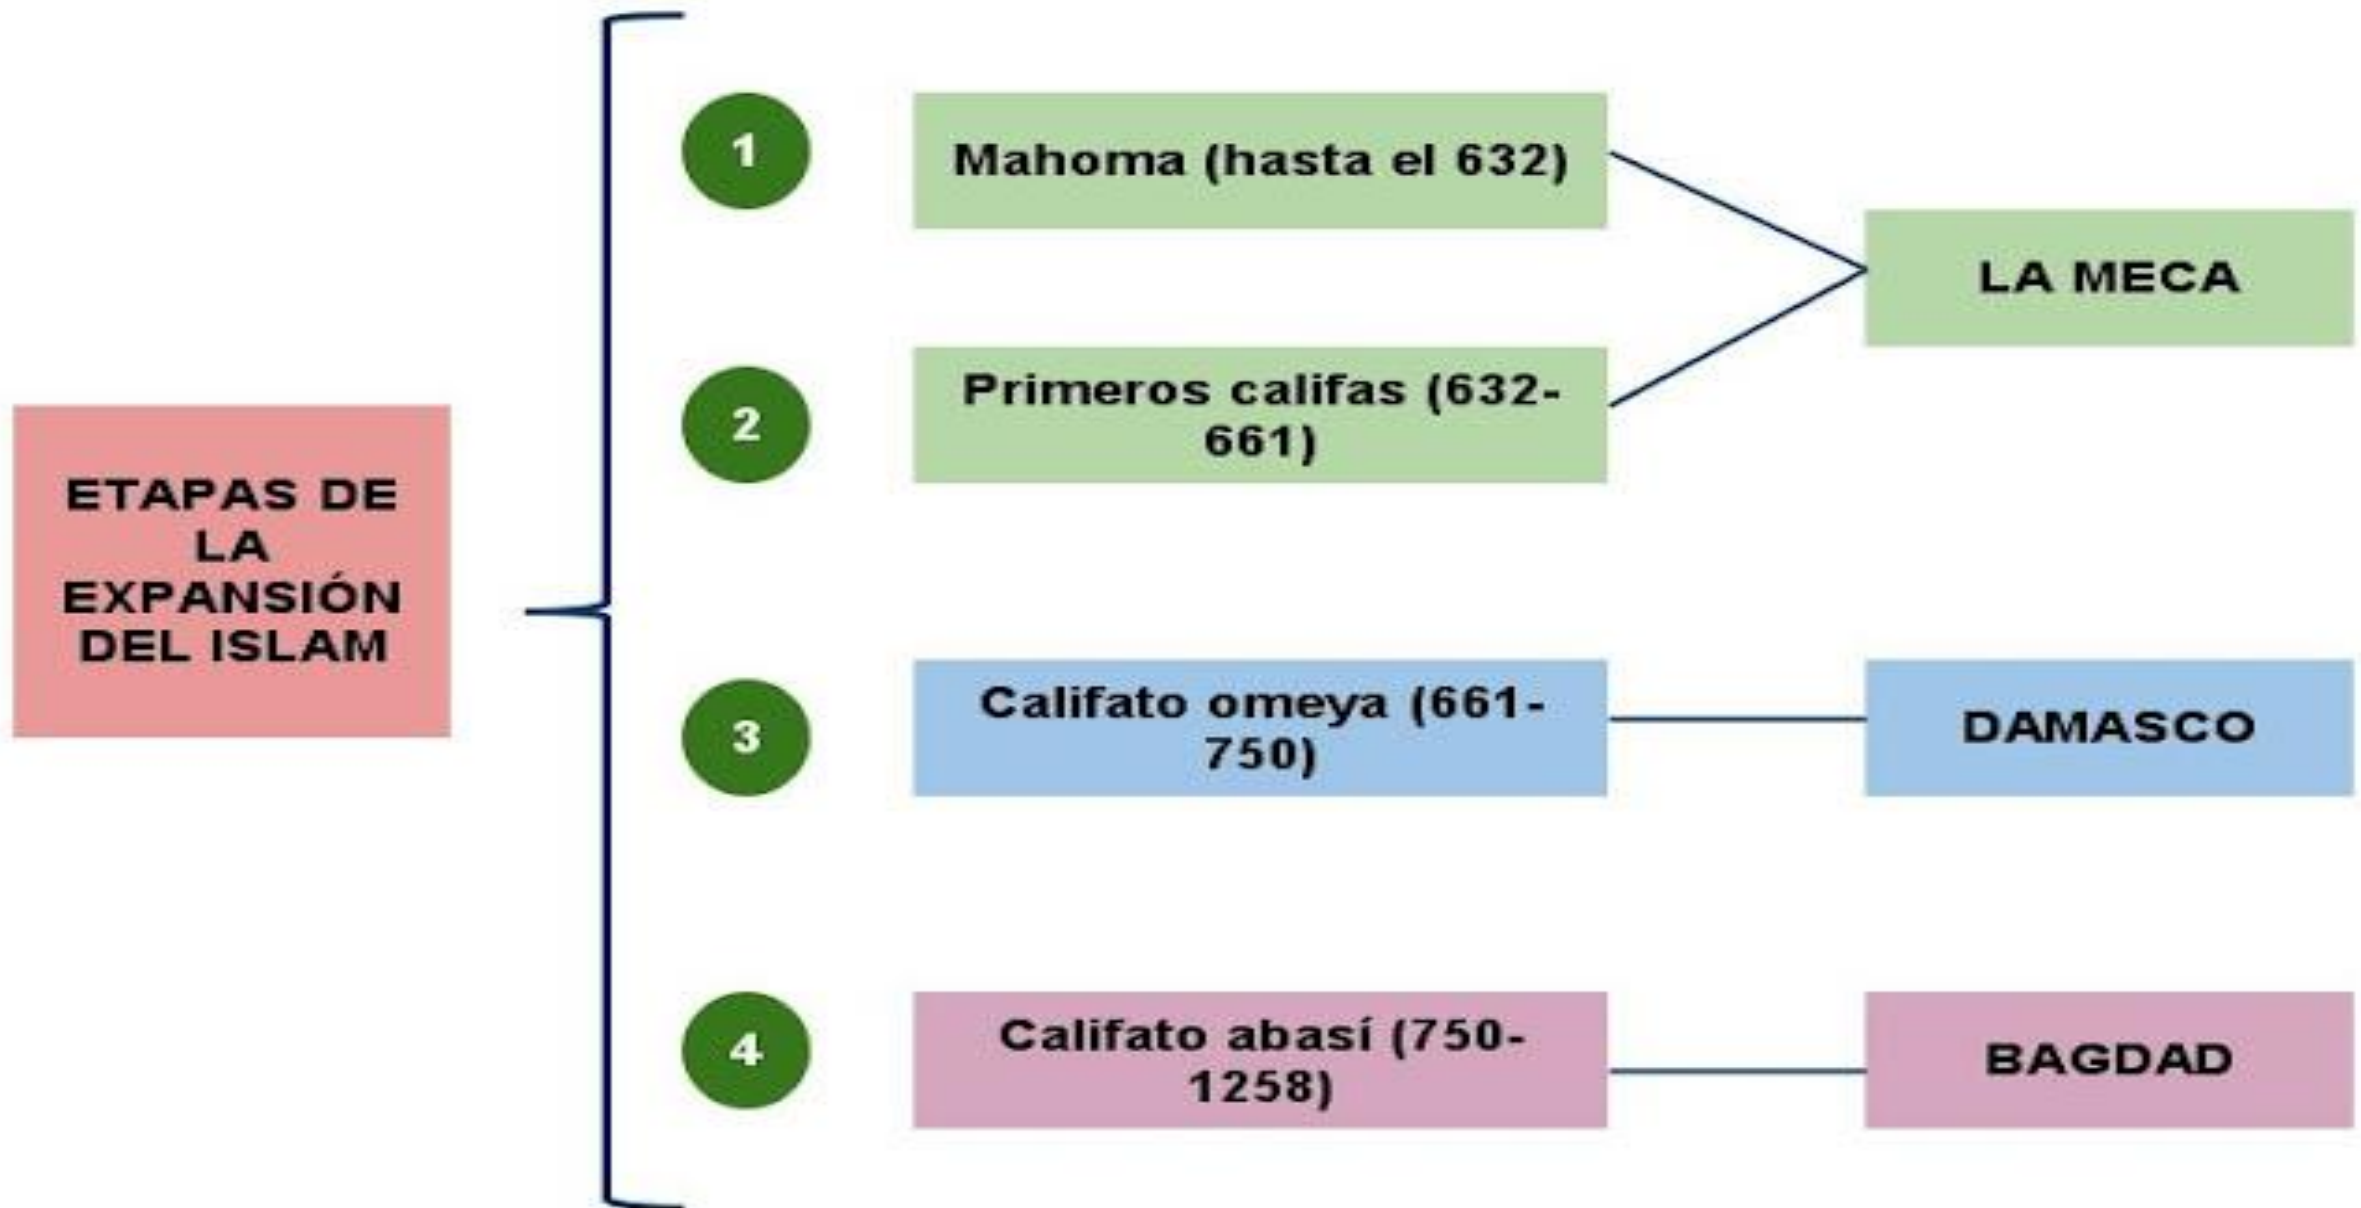 ETAPAS DE
LA
EXPANSIÓN
DEL ISLAM
1
Mahoma (hasta el 632)
LA MECA
2
Primeros califas (632-
661)
3
Califato omeya (661-
750)
DAMASCO
4
Califato abasí (750-
1258)
BAGDAD